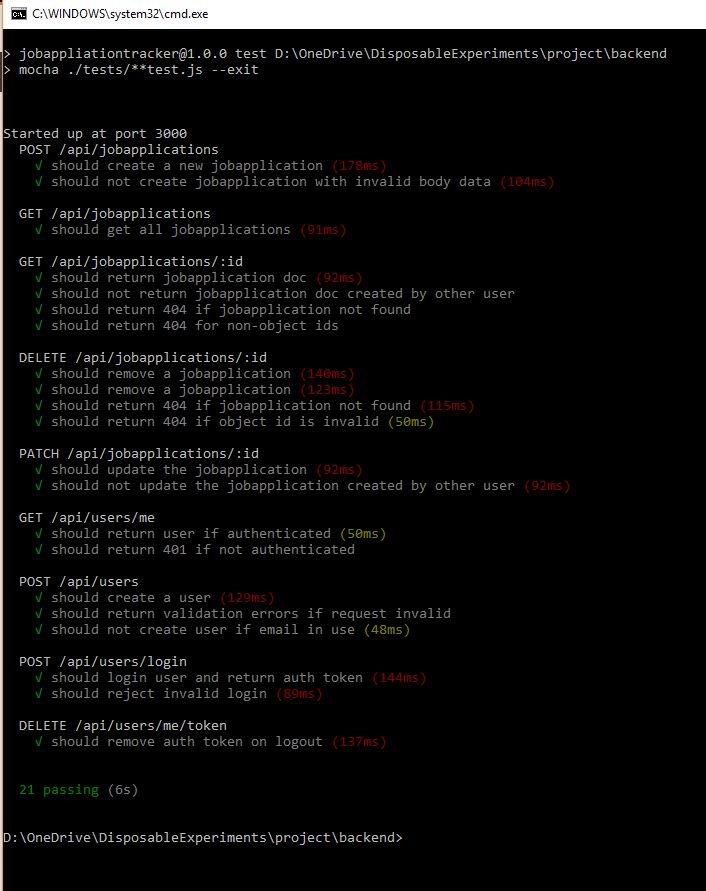 C:\WINDOWS\system32\cmd.exe
> jobappliationtracker@1.0.0 test D:\OneDrive\DisposableExperiments\project\backend
> mocha ./tests/**test.js --exit
Started up at port 3000
POST /api/jobapplications
√ should create a new jobapplication (178ms)
√ should not create jobapplication with invalid body data (104ms)
GET /api/jobapplications
√ should get all jobapplications (91ms)
GET /api/jobapplications/:id
√ should return jobapplication doc (92ms)
√ should not return jobapplication doc created by other user
√ should return 404 if jobapplication not found
√ should return 404 for non-object ids
DELETE /api/jobapplications/:id
√ should remove a jobapplication (140ms)
√ should remove a jobapplication (123ms)
√ should return 404 if jobapplication not found (115ms)
√ should return 404 if object id is invalid (50ms)
PATCH /api/jobapplications/:id
√ should update the jobapplication (92ms)
√ should not update the jobapplication created by other user (92ms)
GET /api/users/me
√ should return user if authenticated (50ms)
√ should return 401 if not authenticated
POST /api/users
√ should create a user (129ms)
√ should return validation errors if request invalid
√ should not create user if email in use (48ms)
POST /api/users/login
√ should login user and return auth token (144ms)
√ should reject invalid login (89ms)
DELETE /api/users/me/token
√ should remove auth token on logout (137ms)
21 passing (6s)
D:\OneDrive\DisposableExperiments\project\backend>